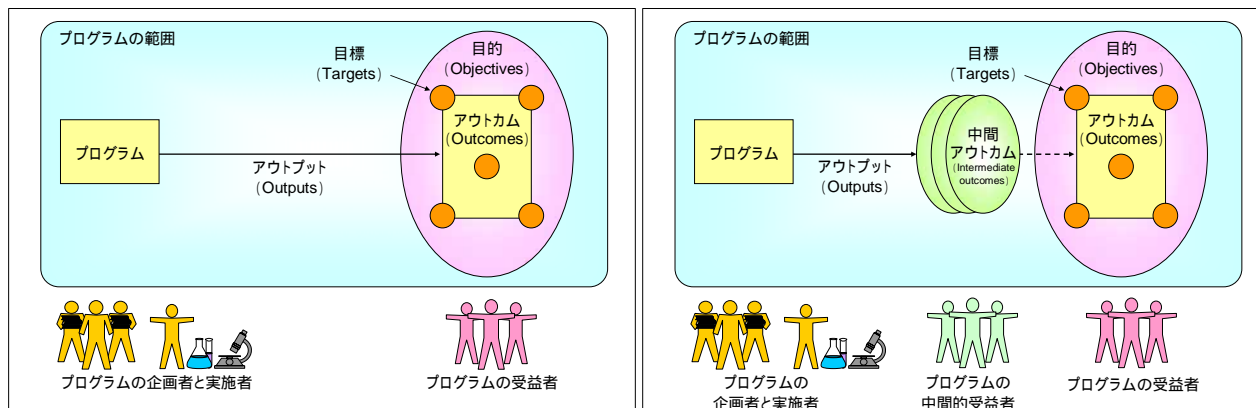 プログラムの範囲
目標
(Targets)
目的
(Objectives)
アウトカム
(Outcomes)
プログラム
アウトプット
(Outputs)
プログラムの企画者と実施者
プログラムの受益者
プログラムの範囲
目標
(Targets)
目的
(Objectives)
アウトカム
(Outcomes)
中間
アウトカム
(Intermediate
outcomes)
プログラム
アウトプット
(Outputs)
プログラムの
企画者と実施者
プログラムの
中間的受益者
プログラムの受益者